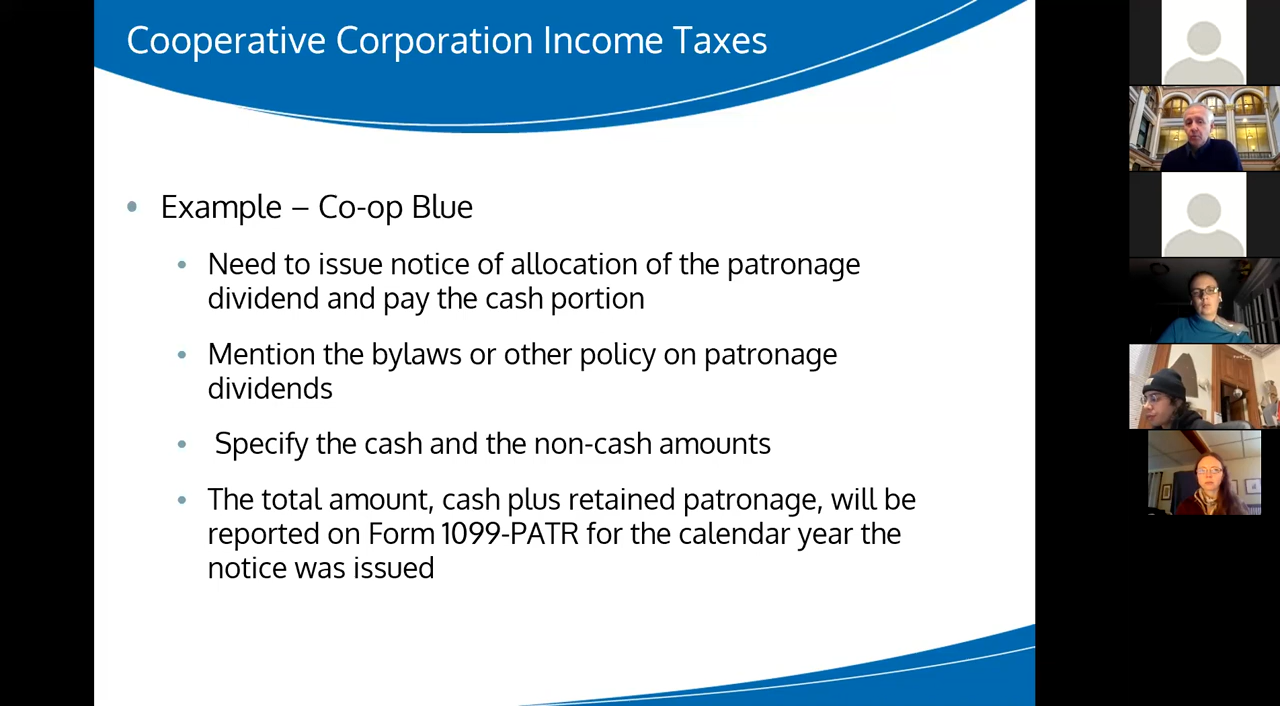 Cooperative Corporation Income Taxes
Example – Co-op Blue
Need to issue notice of allocation of the patronage
dividend and pay the cash portion
Mention the bylaws or other policy on patronage
dividends
Specify the cash and the non-cash amounts
The total amount, cash plus retained patronage, will be
reported on Form 1099-PATR for the calendar year the
notice was issued